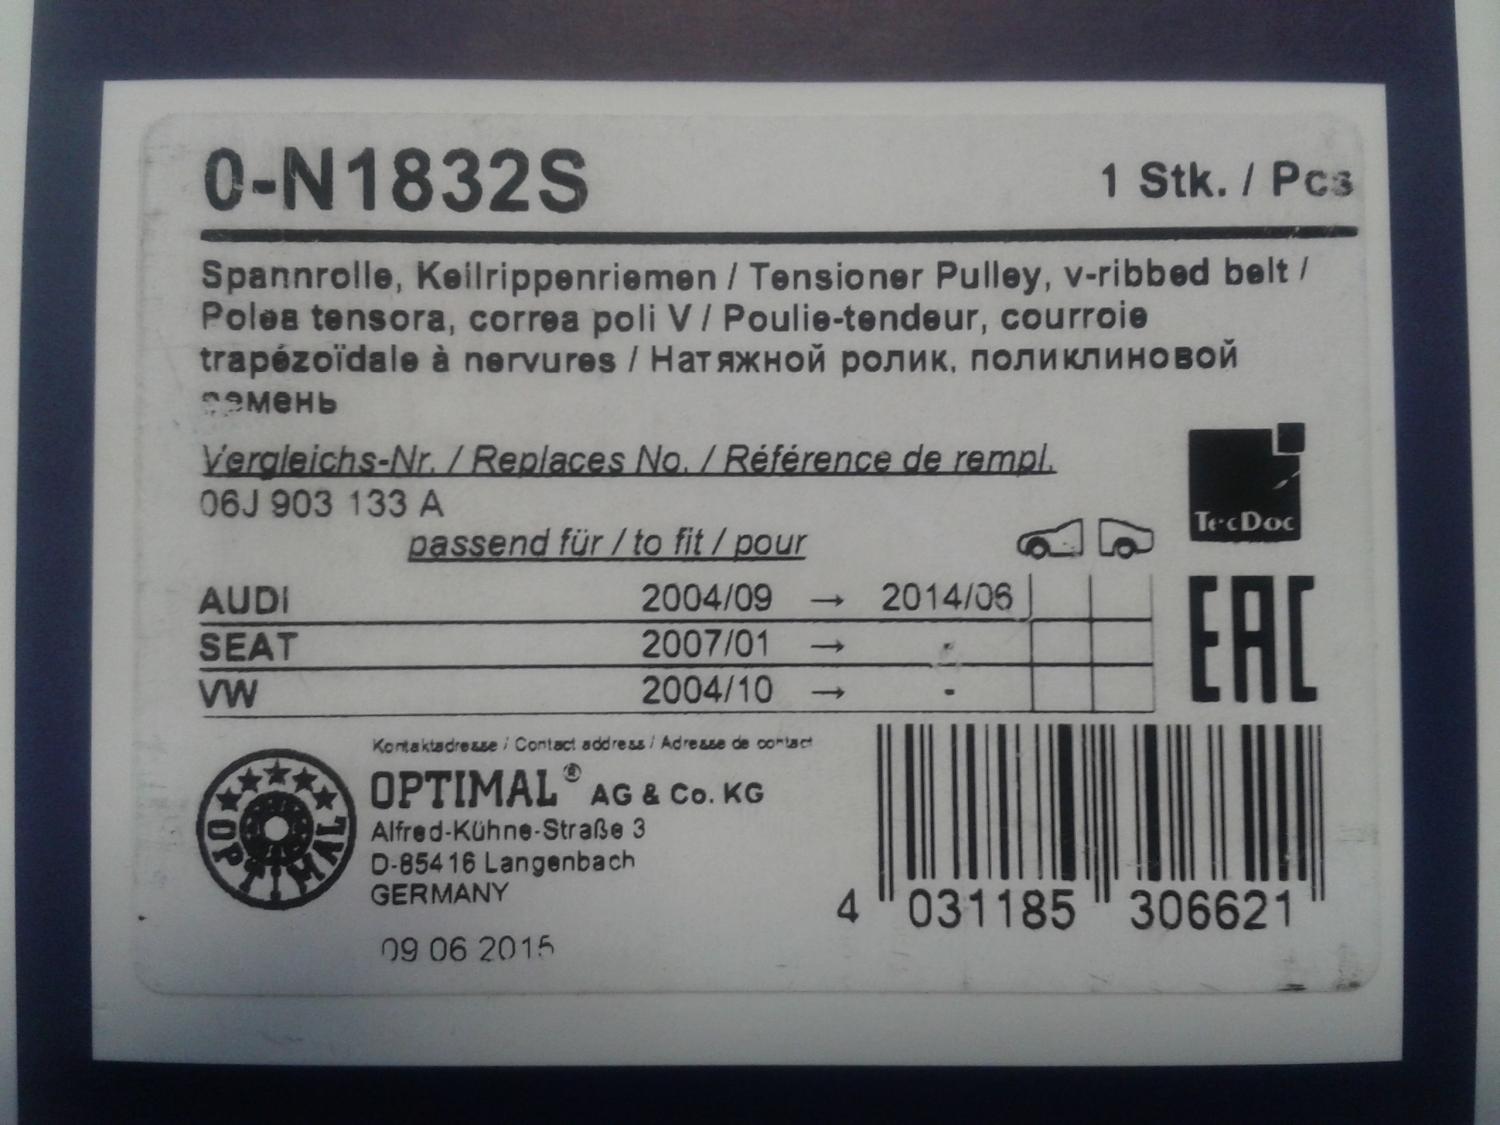 0-N1832S
1 Stk. / Pcs
Spannrolle, Keilrippenriemen / Tensioner Pulley, v-ribbed belt /
Polea tensora, correa poli V / Poulie-tendeur, courroie
trapézoïdale à nervures / Натяжной ролик, поликлиновой
ремень
Vergleichs-Nr. / Replaces No. / Référence de rempl.
06J 903 133 A
passend für / to fit / pour
TecDoc
AUDI 2004/09 → 2014/06
SEAT 2007/01 → -
VW 2004/10 → -
EAC
Kontaktadresse / Contact address / Adresse de contact
OPTIMAL® AG & Co. KG
Alfred-Kühne-Straße 3
D-85416 Langenbach
GERMANY
09 06 2015
OPTIMAL
4 031185 306621